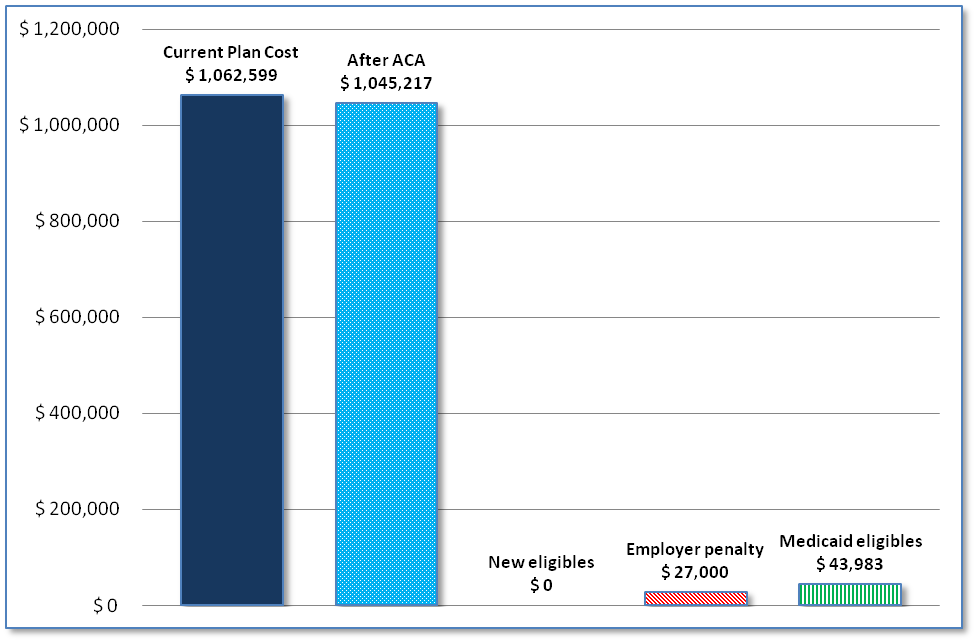 $ 1,200,000
$ 1,000,000
$ 800,000
$ 600,000
$ 400,000
$ 200,000
$ 0
Current Plan Cost
$ 1,062,599
After ACA
$ 1,045,217
New eligibles
$ 0
Employer penalty
$ 27,000
Medicaid eligibles
$ 43,983